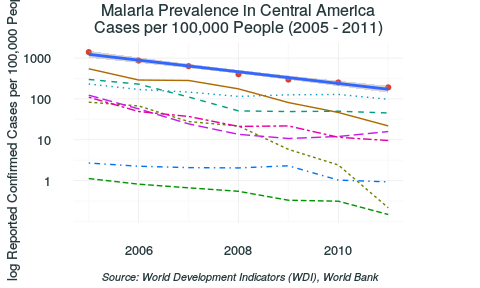 Malaria Prevalence in Central America
Cases per 100,000 People (2005 - 2011)
log Reported Confirmed Cases per 100,000
1000
100
10
1
2006
2008
2010
Source: World Development Indicators (WDI), World Bank